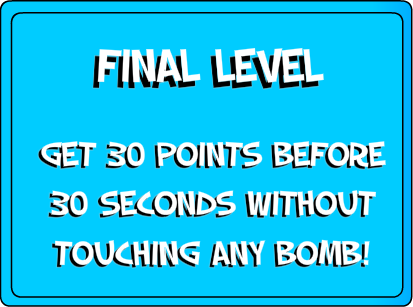 FINAL LEVEL
GET 30 POINTS BEFORE
30 SECONDS WITHOUT
TOUCHING ANY BOMB!